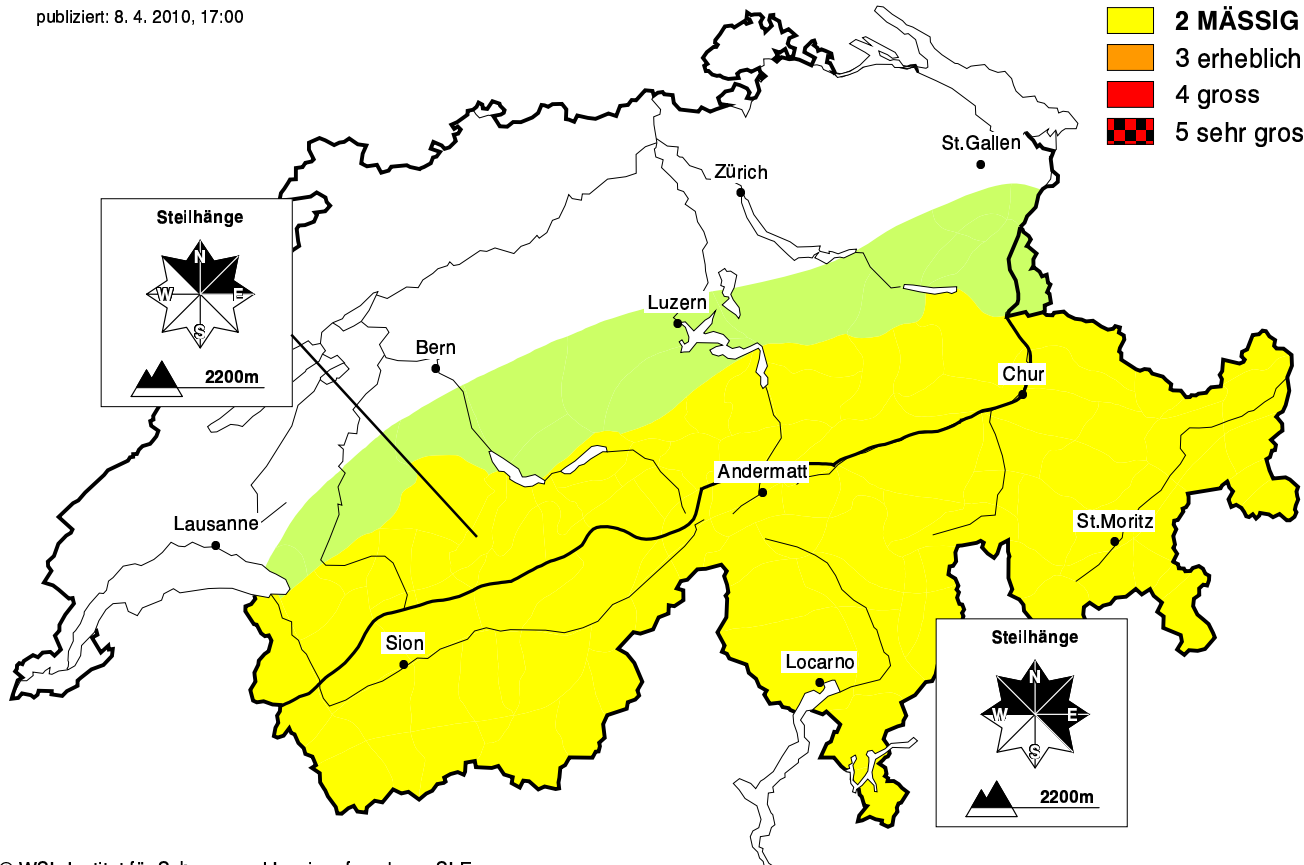 publiziert: 8. 4. 2010, 17:00
2 MÄSSIG
3 erheblich
4 gross
5 sehr gros
St.Gallen
Zürich
Steilhänge
N
W E
S
2200m
Luzern
Bern
Chur
Andermatt
Lausanne
St.Moritz
Sion
Locarno
Steilhänge
N
W E
S
2200m